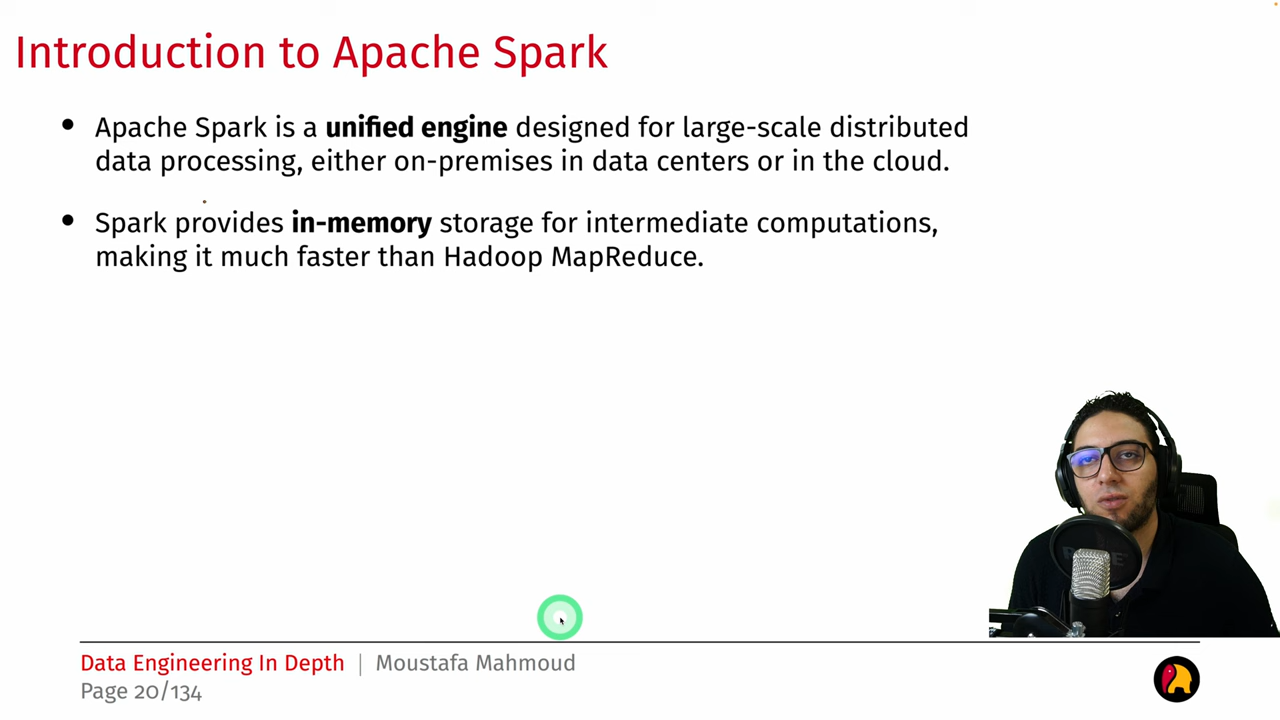 Introduction to Apache Spark
• Apache Spark is a unified engine designed for large-scale distributed
data processing, either on-premises in data centers or in the cloud.
• Spark provides in-memory storage for intermediate computations,
making it much faster than Hadoop MapReduce.
Data Engineering In Depth | Moustafa Mahmoud
Page 20/134